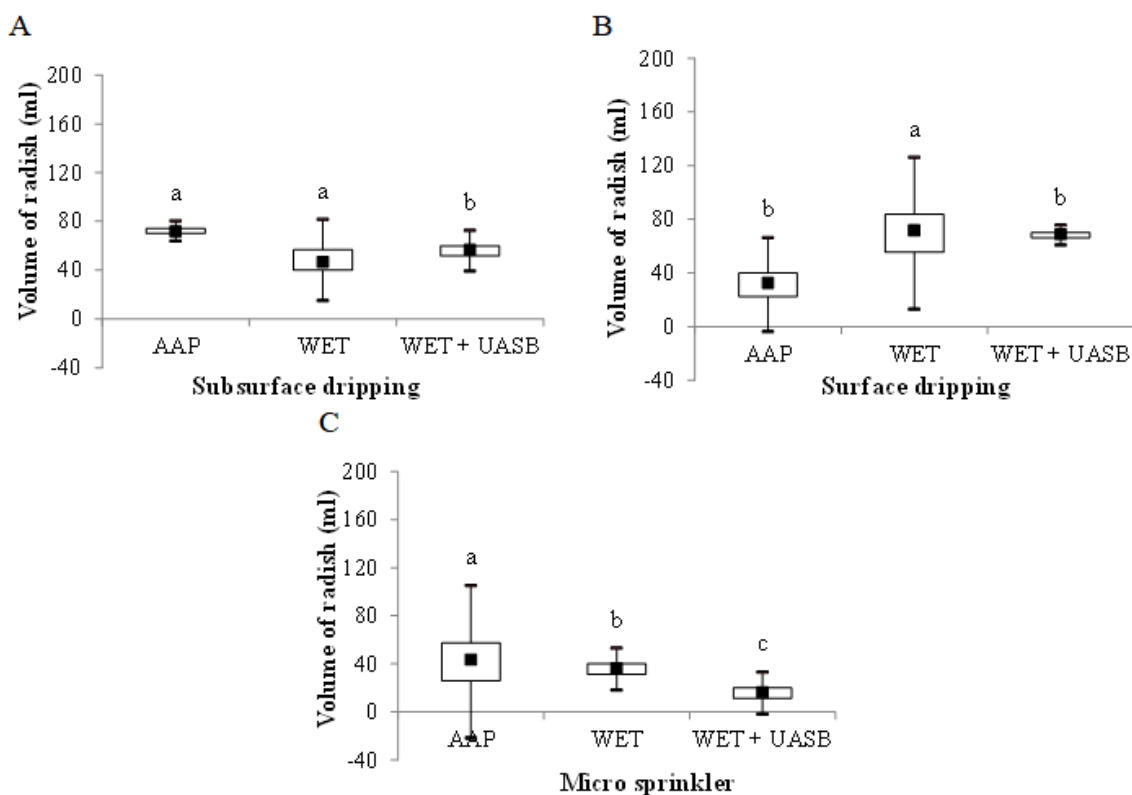 A
Volume of radish (ml)
200
160
120
80
40
0
-40
a
a
b
AAP
WET
WET + UASB
Subsurface dripping
B
Volume of radish (ml)
200
160
120
80
40
0
-40
b
a
b
AAP
WET
WET + UASB
Surface dripping
C
Volume of radish (ml)
200
160
120
80
40
0
-40
a
b
c
AAP
WET
WET + UASB
Micro sprinkler